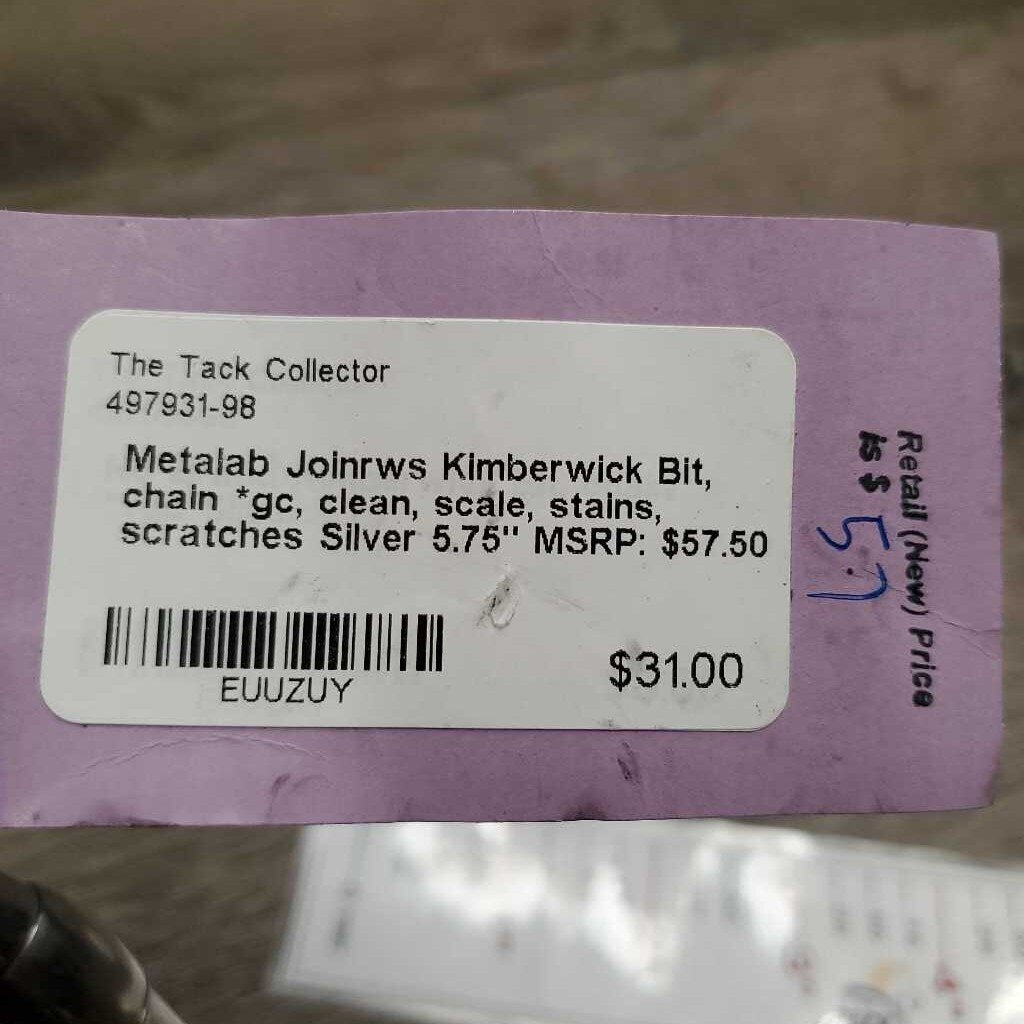 The Tack Collector
497931-98
Metalab Joinrws Kimberwick Bit,
chain *gc, clean, scale, stains,
scratches Silver 5.75" MSRP: $57.50
EUUZUY
$31.00
Retail (New) Price
is $ 57